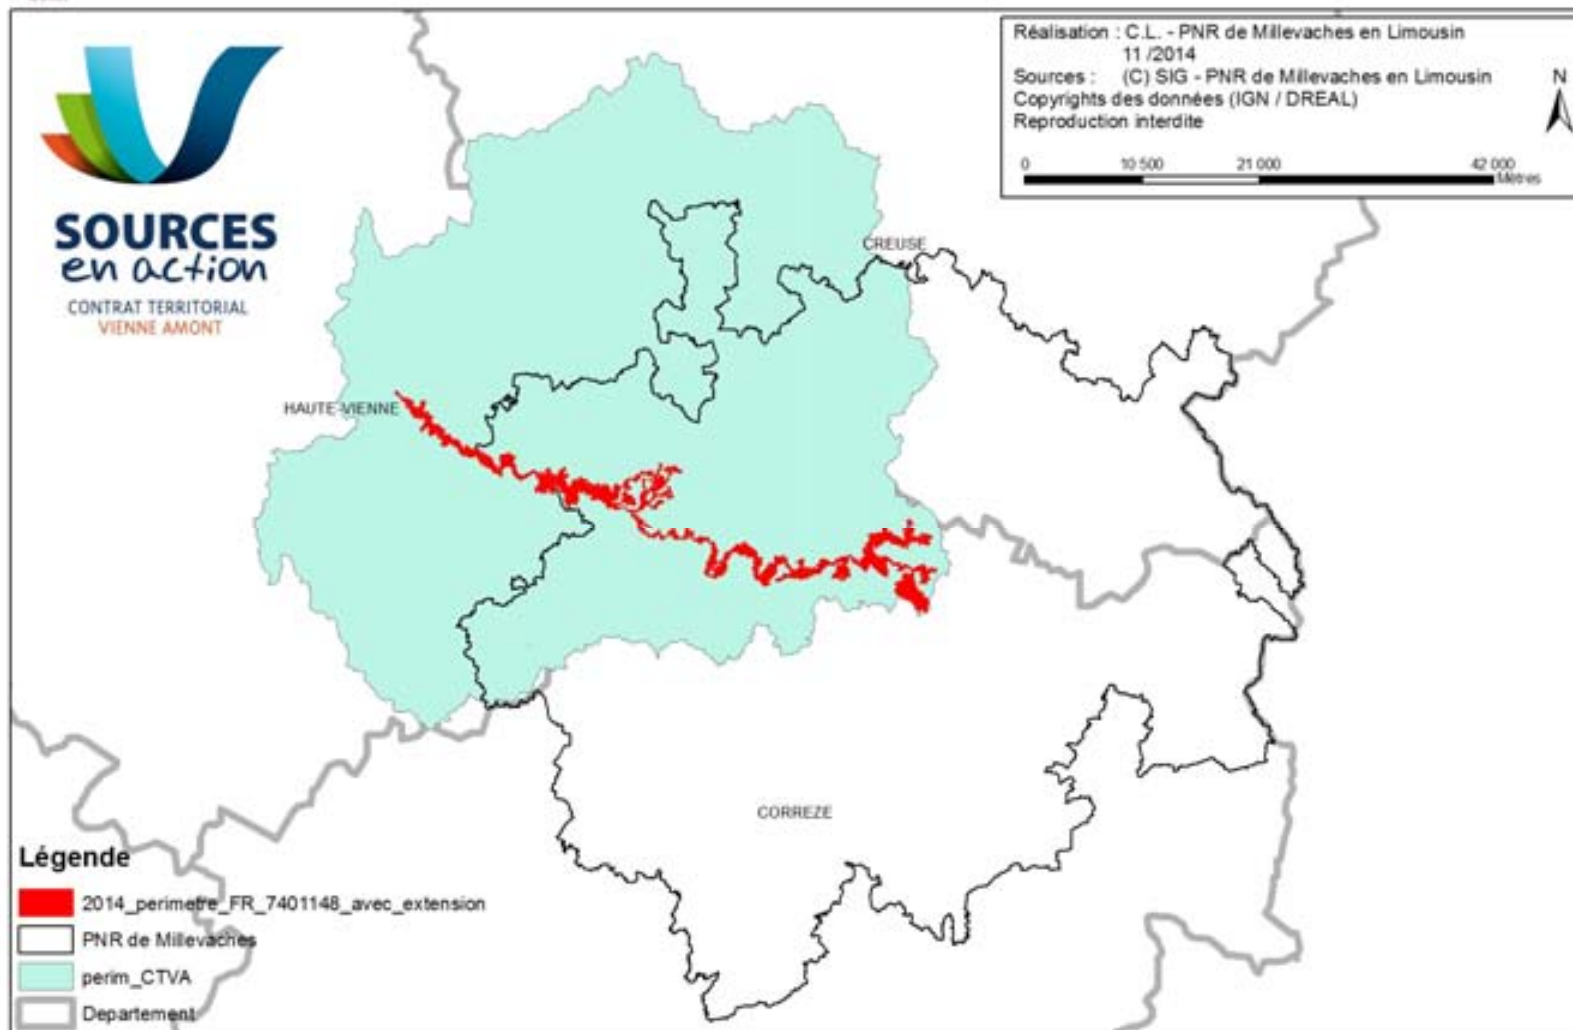 Réalisation : C.L. - PNR de Millevaches en Limousin
11 /2014
Sources : (C) SIG - PNR de Millevaches en Limousin
Copyrights des données (IGN / DREAL)
Reproduction interdite
N
0 10 500 21 000 42 000
Mètres
SOURCES
en action
CONTRAT TERRITORIAL
VIENNE AMONT
CREUSE
HAUTE-VIENNE
CORREZE
Légende
2014_perimetre_FR_7401148_avec_extension
PNR de Millevaches
perim_CTVA
Departement